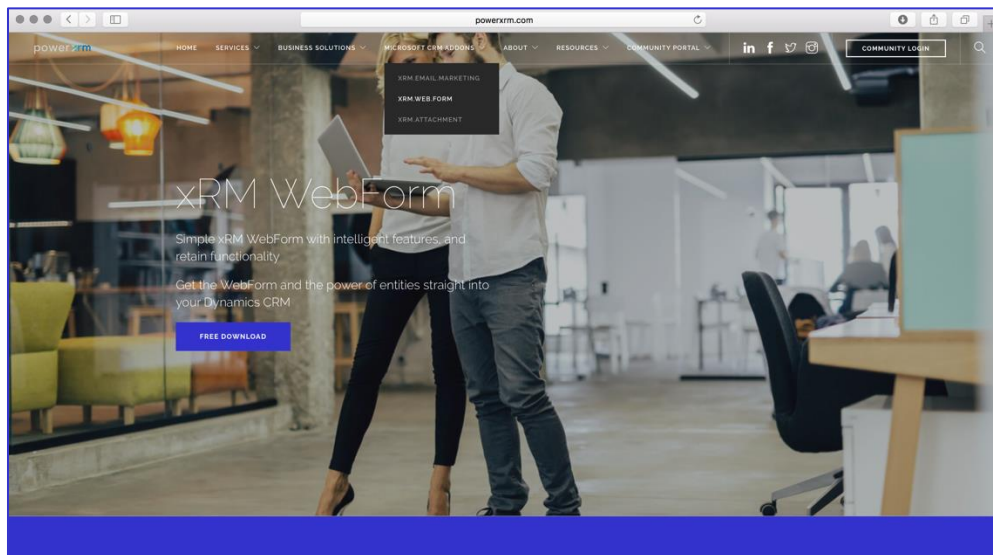 powerxrm.com
powerxrm
HOME SERVICES BUSINESS SOLUTIONS MICROSOFT CRM ADDONS ABOUT RESOURCES COMMUNITY PORTAL in f COMMUNITY LOGIN
XRM.EMAIL.MARKETING
XRM.WEB.FORM
XRM.ATTACHMENT
xRM WebForm
Simple xRM WebForm with intelligent features, and
retain functionality
Get the WebForm and the power of entities straight into
your Dynamics CRM
FREE DOWNLOAD